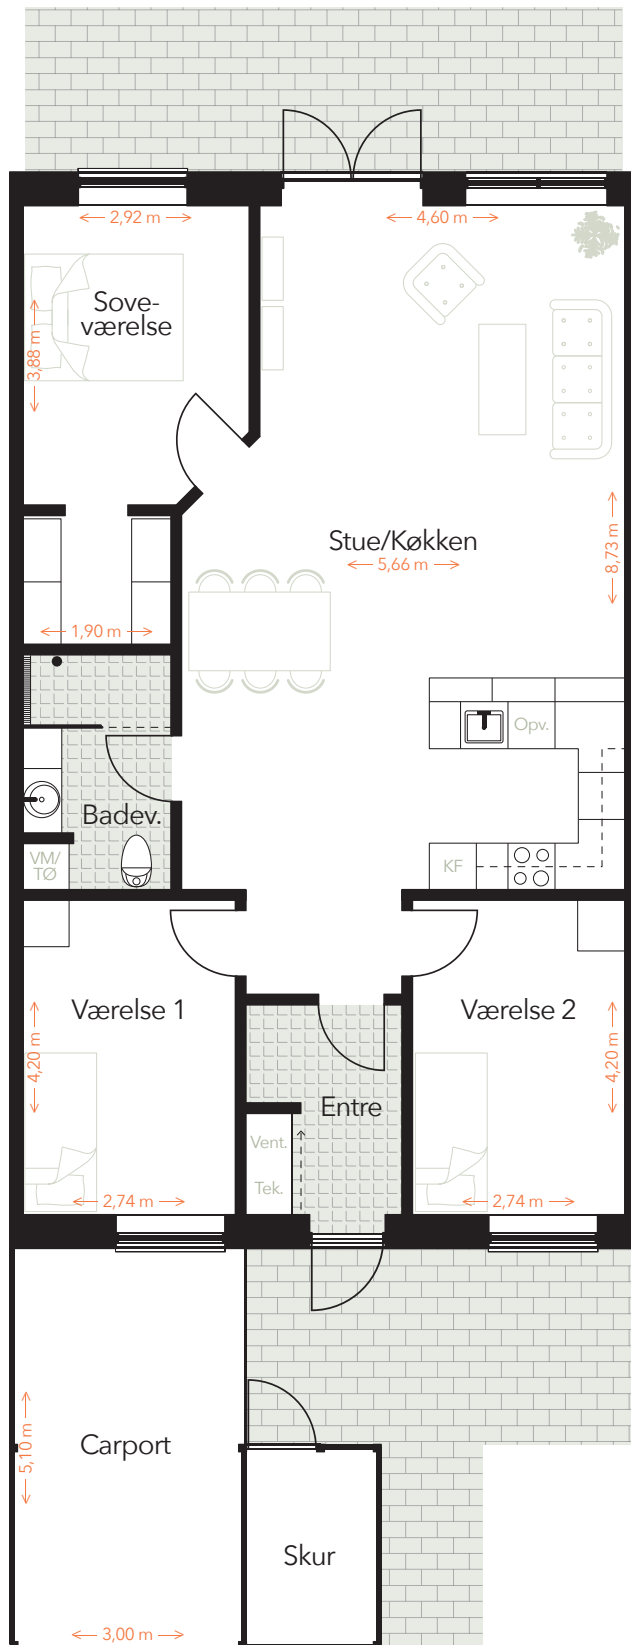 2,92 m
4,60 m
Sove-
værelse
3,88 m
Stue/Køkken
5,66 m
8,73 m
1,90 m
Opv.
Badev.
VM/
TØ
KF
Værelse 1
Værelse 2
4,20 m
4,20 m
Entre
Vent.
Tek.
2,74 m
2,74 m
Carport
5,10 m
Skur
3,00 m